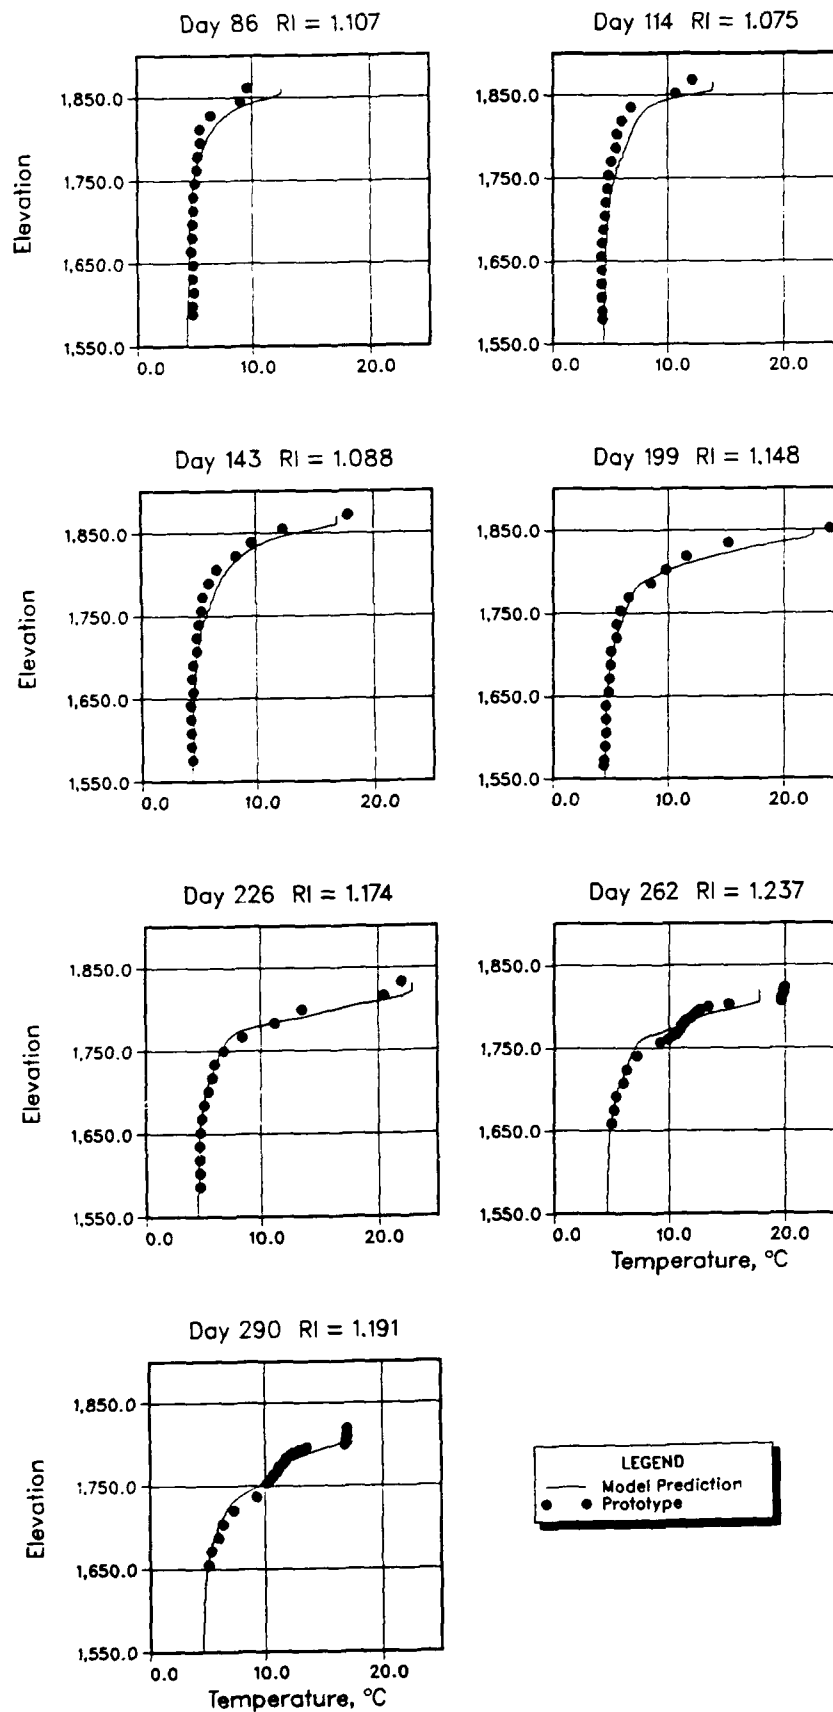 Day 86 RI = 1.107
1,850.0
1,750.0
1,650.0
1,550.0
Elevation
0.0 10.0 20.0
Day 114 RI = 1.075
1,850.0
1,750.0
1,650.0
1,550.0
0.0 10.0 20.0
Day 143 RI = 1.088
1,850.0
1,750.0
1,650.0
1,550.0
Elevation
0.0 10.0 20.0
Day 199 RI = 1.148
1,850.0
1,750.0
1,650.0
1,550.0
0.0 10.0 20.0
Day 226 RI = 1.174
1,850.0
1,750.0
1,650.0
1,550.0
Elevation
0.0 10.0 20.0
Day 262 RI = 1.237
1,850.0
1,750.0
1,650.0
1,550.0
0.0 10.0 20.0
Temperature, °C
Day 290 RI = 1.191
1,850.0
1,750.0
1,650.0
1,550.0
Elevation
0.0 10.0 20.0
Temperature, °C
LEGEND
Model Prediction
Prototype